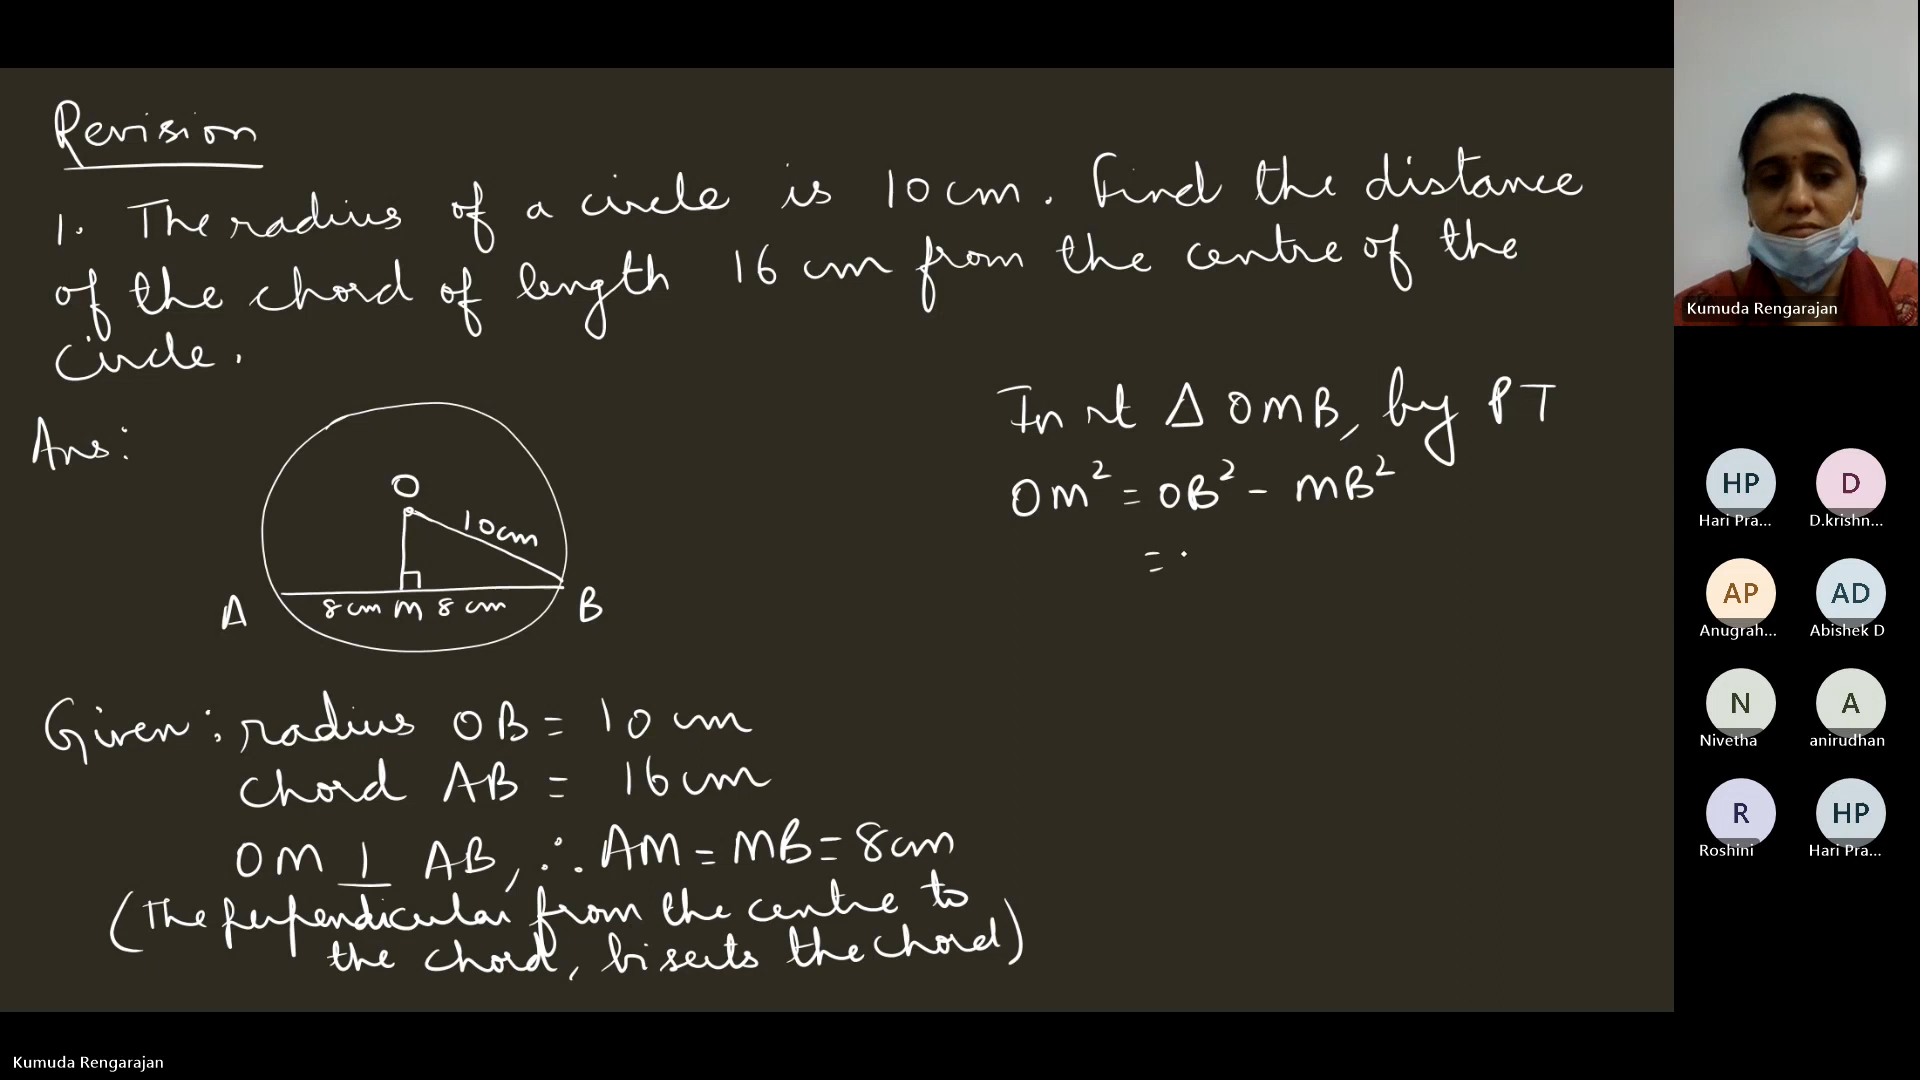 Revision
1. The radius of a circle is 10cm. Find the distance
of the chord of length 16 cm from the centre of the
circle.
Ans:
O
10cm
A 8cm M 8 cm B
Given: radius OB = 10 cm
chord AB = 16cm
OM ⊥ AB, ∴ AM = MB = 8cm
(The perpendicular from the centre to
the chord, bisects the chord)
In rt Δ OMB, by PT
OM² = OB² - MB²
= .
Kumuda Rengarajan
HP
Hari Pra...
D
D.krishn...
AP
Anugrah...
AD
Abishek D
N
Nivetha
A
anirudhan
R
Roshini
HP
Hari Pra...
Kumuda Rengarajan